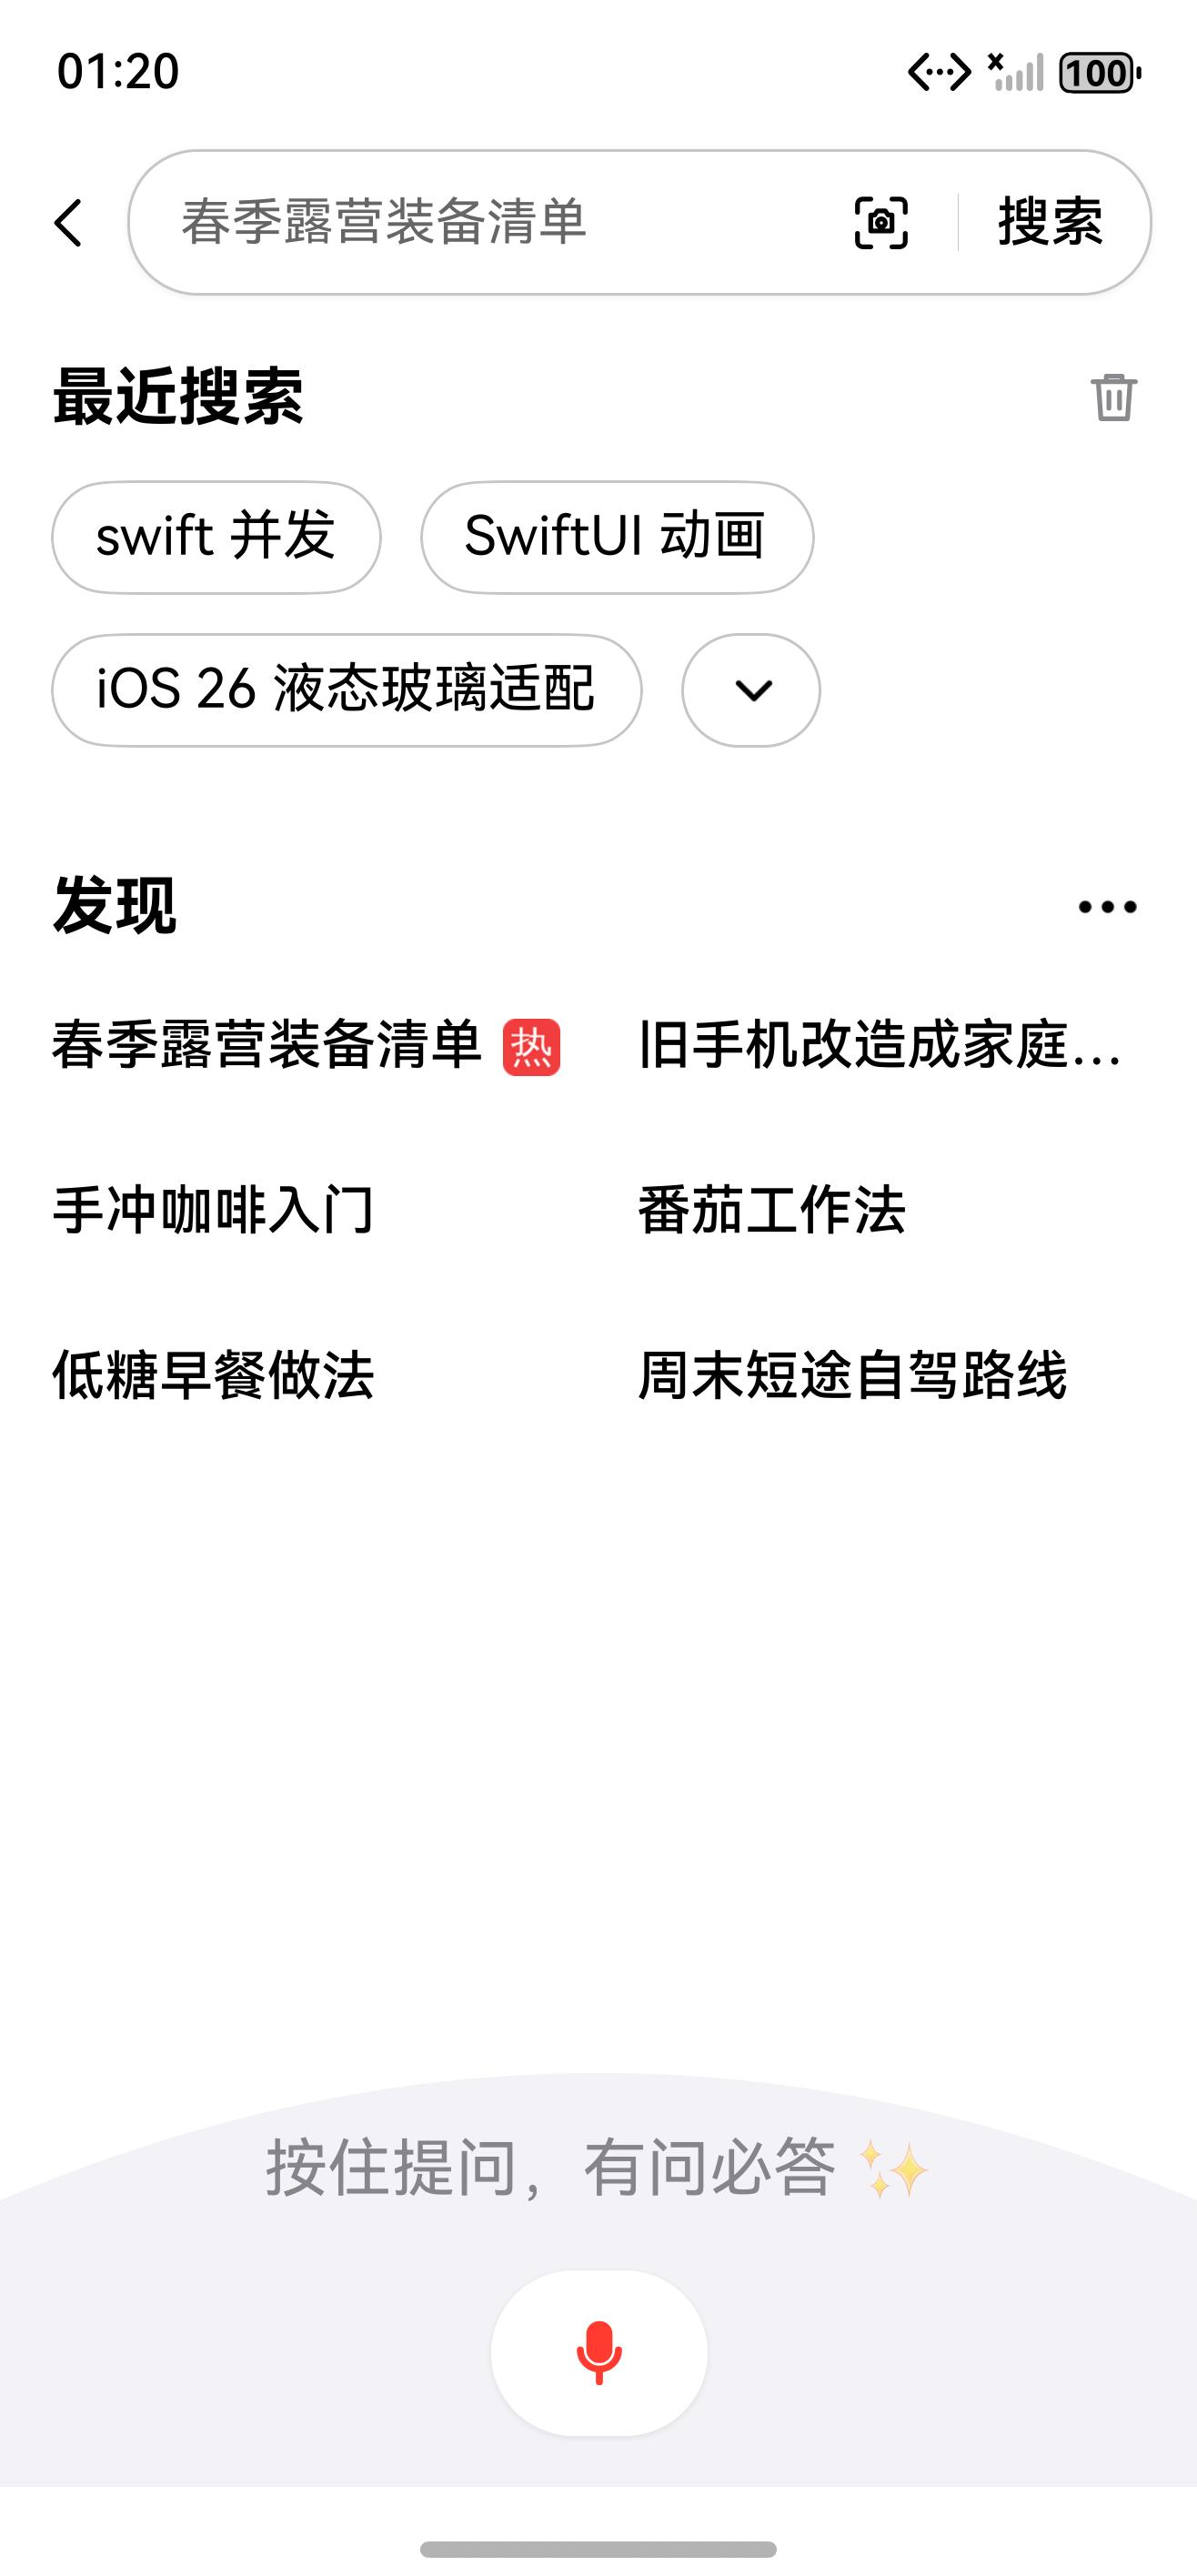 01:20
100
春季露营装备清单
搜索
最近搜索
swift 并发
SwiftUI 动画
iOS 26 液态玻璃适配
发现
春季露营装备清单 热
旧手机改造成家庭...
手冲咖啡入门
番茄工作法
低糖早餐做法
周末短途自驾路线
按住提问，有问必答 ✨